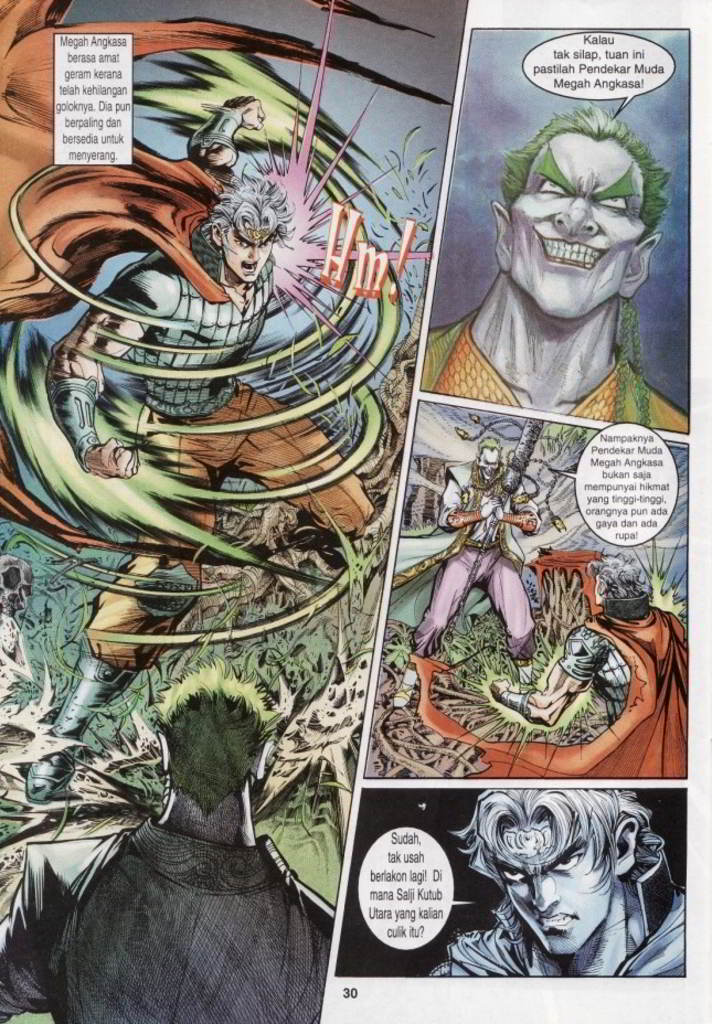 Megah Angkasa
berasa amat
geram kerana
telah kehilangan
goloknya. Dia pun
berpaling dan
bersedia untuk
menyerang.
Hm!
Kalau
tak silap, tuan ini
pastilah Pendekar Muda
Megah Angkasa!
Nampaknya
Pendekar Muda
Megah Angkasa
bukan saja
mempunyai hikmat
yang tinggi-tinggi,
orangnya pun ada
gaya dan ada
rupa!
Sudah,
tak usah
berlakon lagi! Di
mana Salji Kutub
Utara yang kalian
culik itu?
30